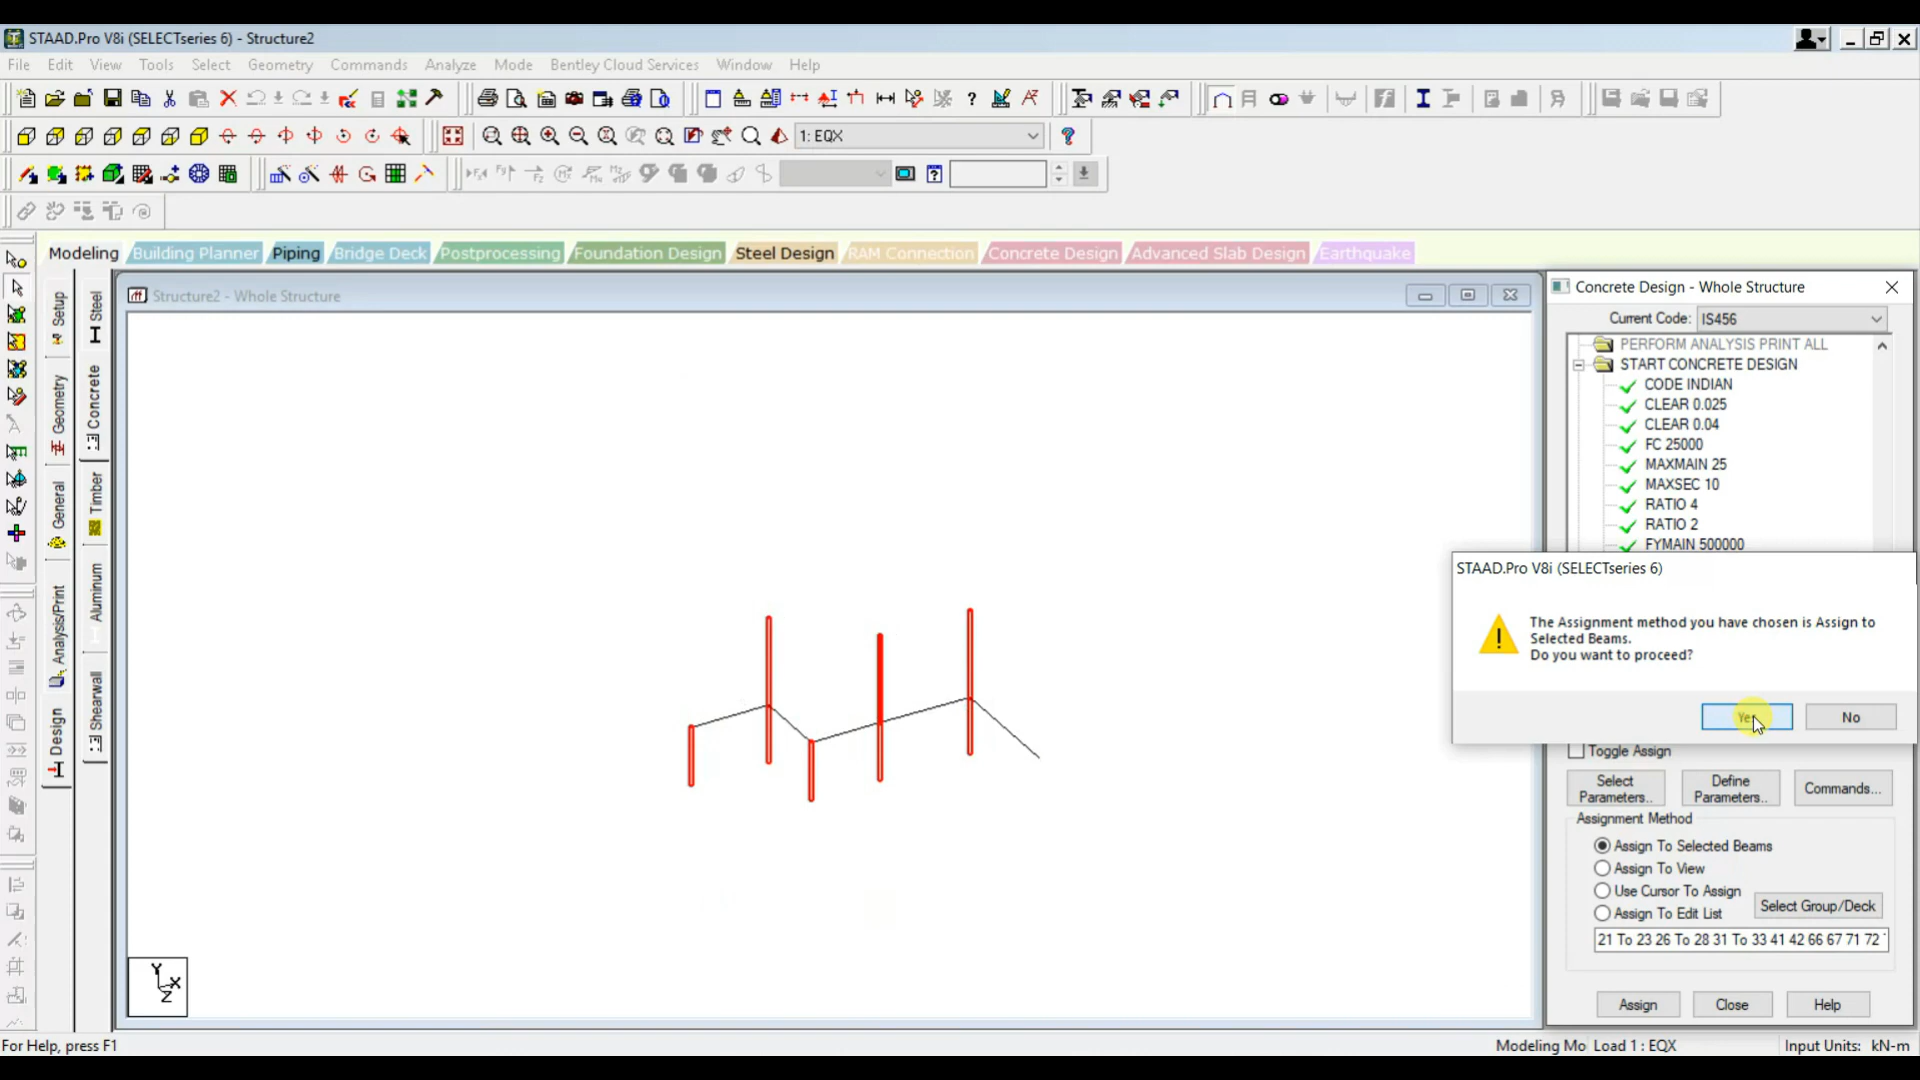 STAAD.Pro V8i (SELECTseries 6) - Structure2
File Edit View Tools Select Geometry Commands Analyze Mode Bentley Cloud Services Window Help
1: EQX
Modeling Building Planner Piping Bridge Deck Postprocessing Foundation Design Steel Design RAM Connection Concrete Design Advanced Slab Design Earthquake
Setup
Geometry
General
Analysis/Print
Design
Steel
Concrete
Timber
Aluminum
Shearwall
Structure2 - Whole Structure
Y
X
Z
Concrete Design - Whole Structure
Current Code: IS456
PERFORM ANALYSIS PRINT ALL
START CONCRETE DESIGN
CODE INDIAN
CLEAR 0.025
CLEAR 0.04
FC 25000
MAXMAIN 25
MAXSEC 10
RATIO 4
RATIO 2
FYMAIN 500000
STAAD.Pro V8i (SELECTseries 6)
The Assignment method you have chosen is Assign to
Selected Beams.
Do you want to proceed?
Yes No
Toggle Assign
Select
Parameters..
Define
Parameters..
Commands...
Assignment Method
Assign To Selected Beams
Assign To View
Use Cursor To Assign
Assign To Edit List
Select Group/Deck
21 To 23 26 To 28 31 To 33 41 42 66 67 71 72
Assign Close Help
For Help, press F1
Modeling Mo Load 1 : EQX Input Units: kN-m